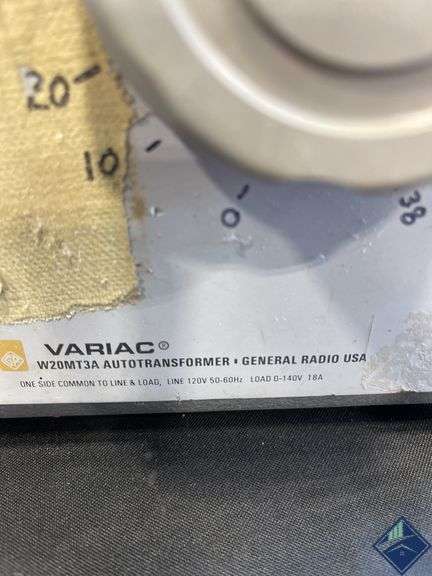 20
10
0
38
VARIAC®
W20MT3A AUTOTRANSFORMER • GENERAL RADIO USA
ONE SIDE COMMON TO LINE & LOAD, LINE 120V 50-60Hz LOAD 0-140V 18A